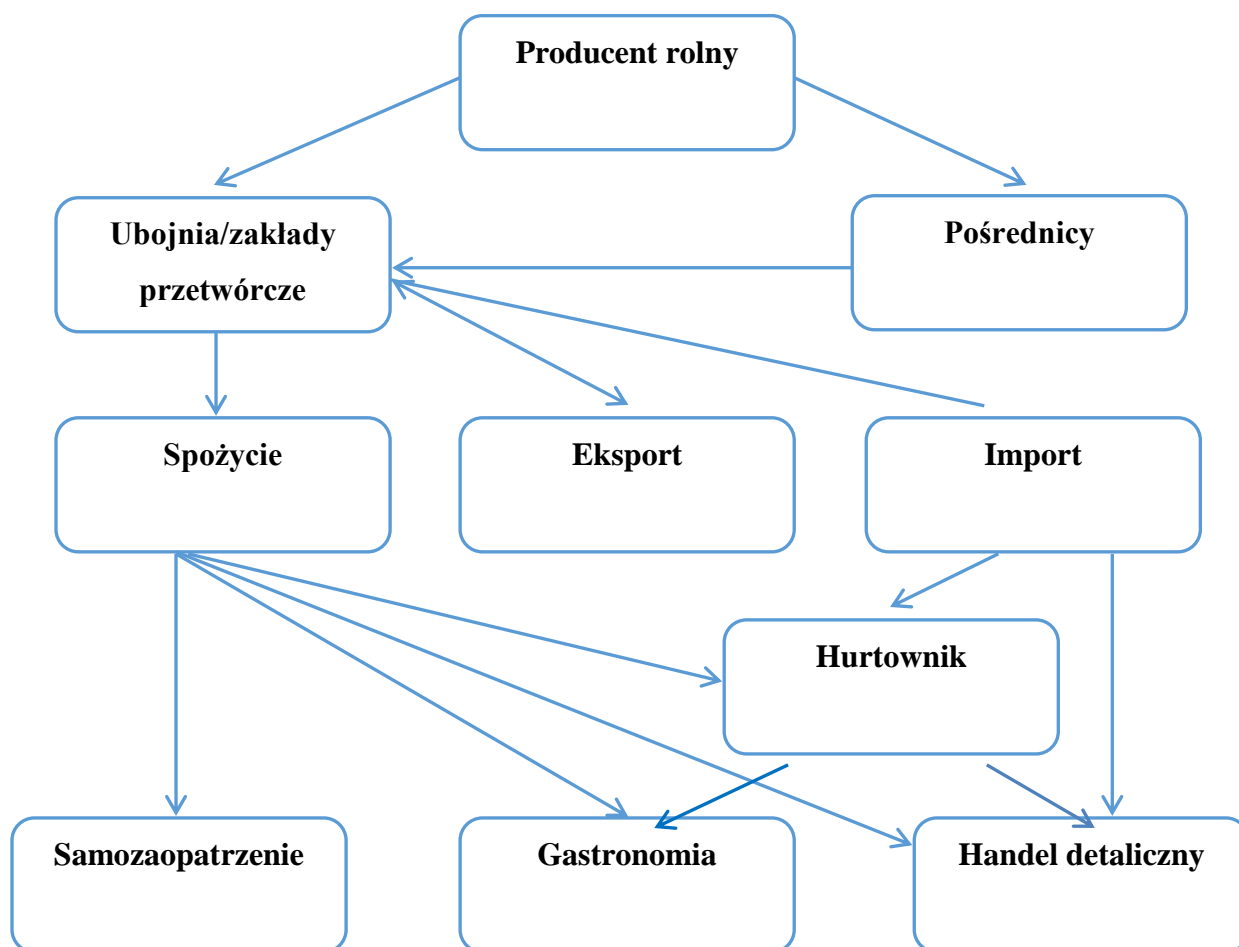 Producent rolny
Ubojnia/zakłady
przetwórcze
Pośrednicy
Spożycie
Eksport
Import
Hurtownik
Samozaopatrzenie
Gastronomia
Handel detaliczny